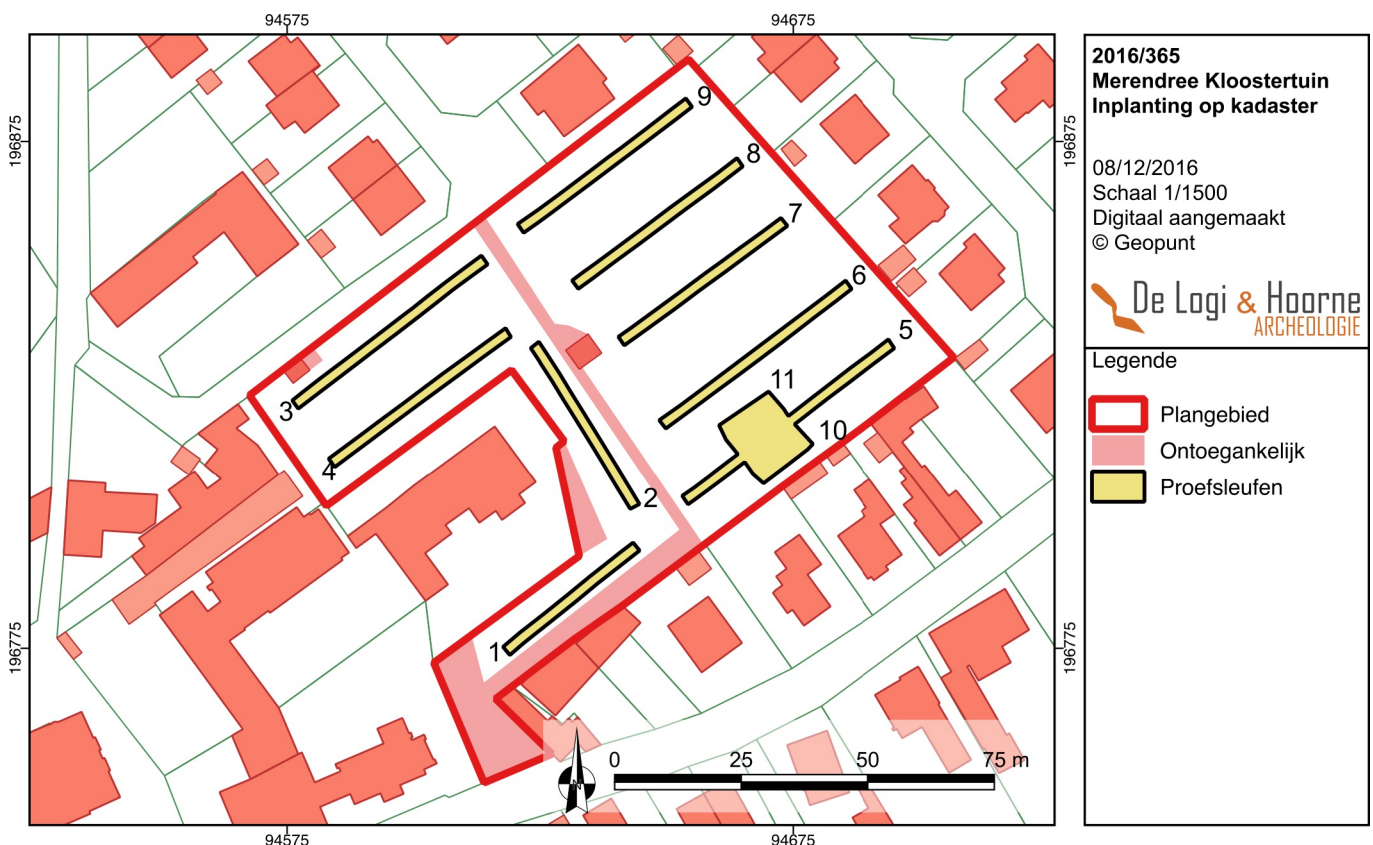 94575 94675
196875 196875
9
8
7
6
5
11
10
3
4
2
1
196775 196775
0 25 50 75 m
N
94575 94675
2016/365
Merendree Kloostertuin
Inplanting op kadaster
08/12/2016
Schaal 1/1500
Digitaal aangemaakt
© Geopunt
De Logi & Hoorne
ARCHEOLOGIE
Legende
Plangebied
Ontoegankelijk
Proefsleufen